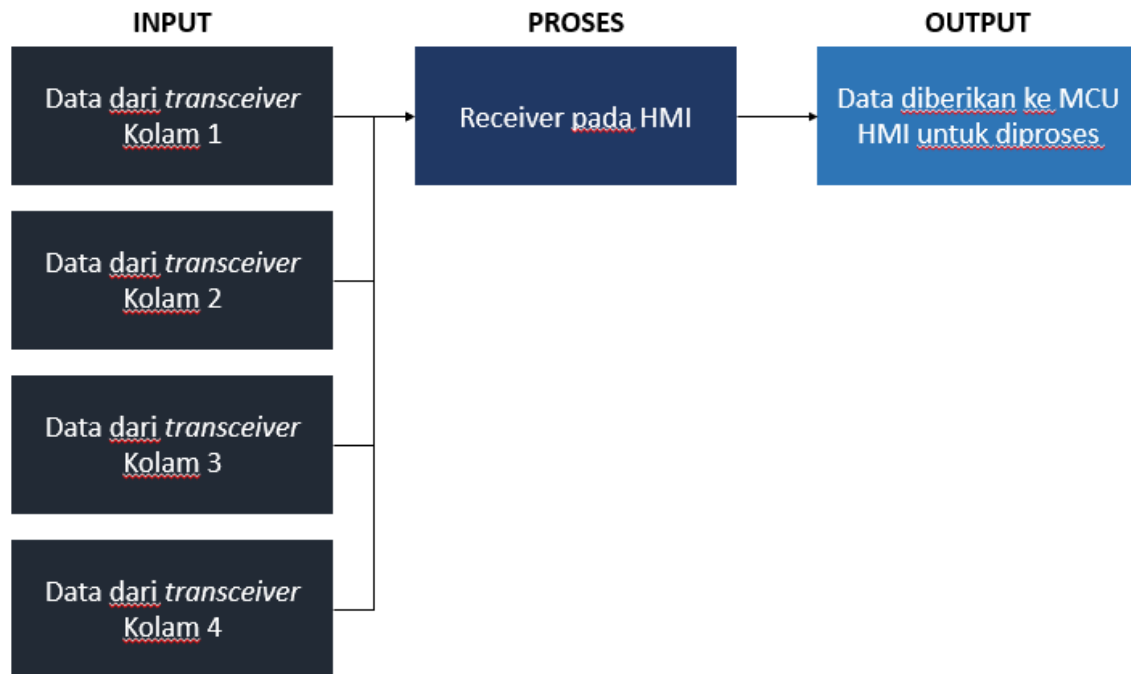 INPUT
PROSES
OUTPUT
Data dari transceiver
Kolam 1
Receiver pada HMI
Data diberikan ke MCU
HMI untuk diproses
Data dari transceiver
Kolam 2
Data dari transceiver
Kolam 3
Data dari transceiver
Kolam 4